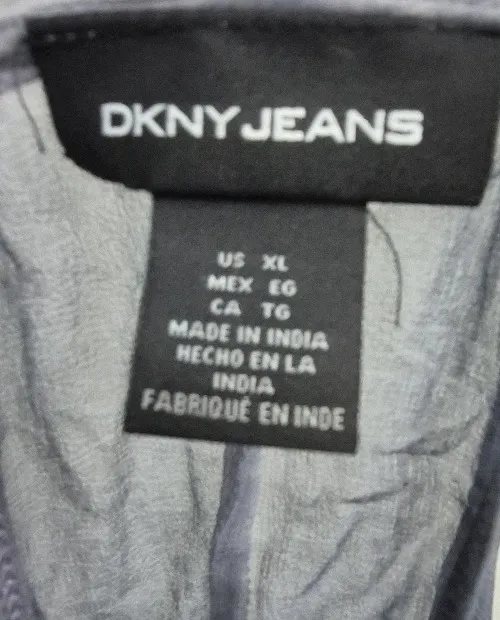 DKNY JEANS
US XL
MEX EG
CA TG
MADE IN INDIA
HECHO EN LA
INDIA
FABRIQUÉ EN INDE